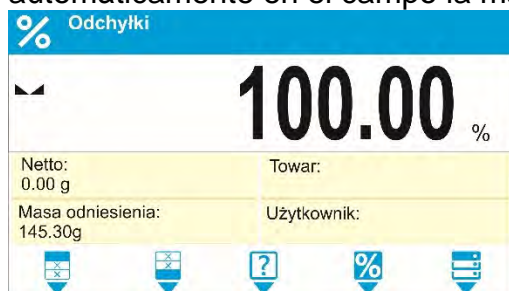 automáticamente en el campo la m
% Odchyłki
100.00 %
Netto:
0.00 g
Towar:
Masa odniesienia:
145.30g
Użytkownik: